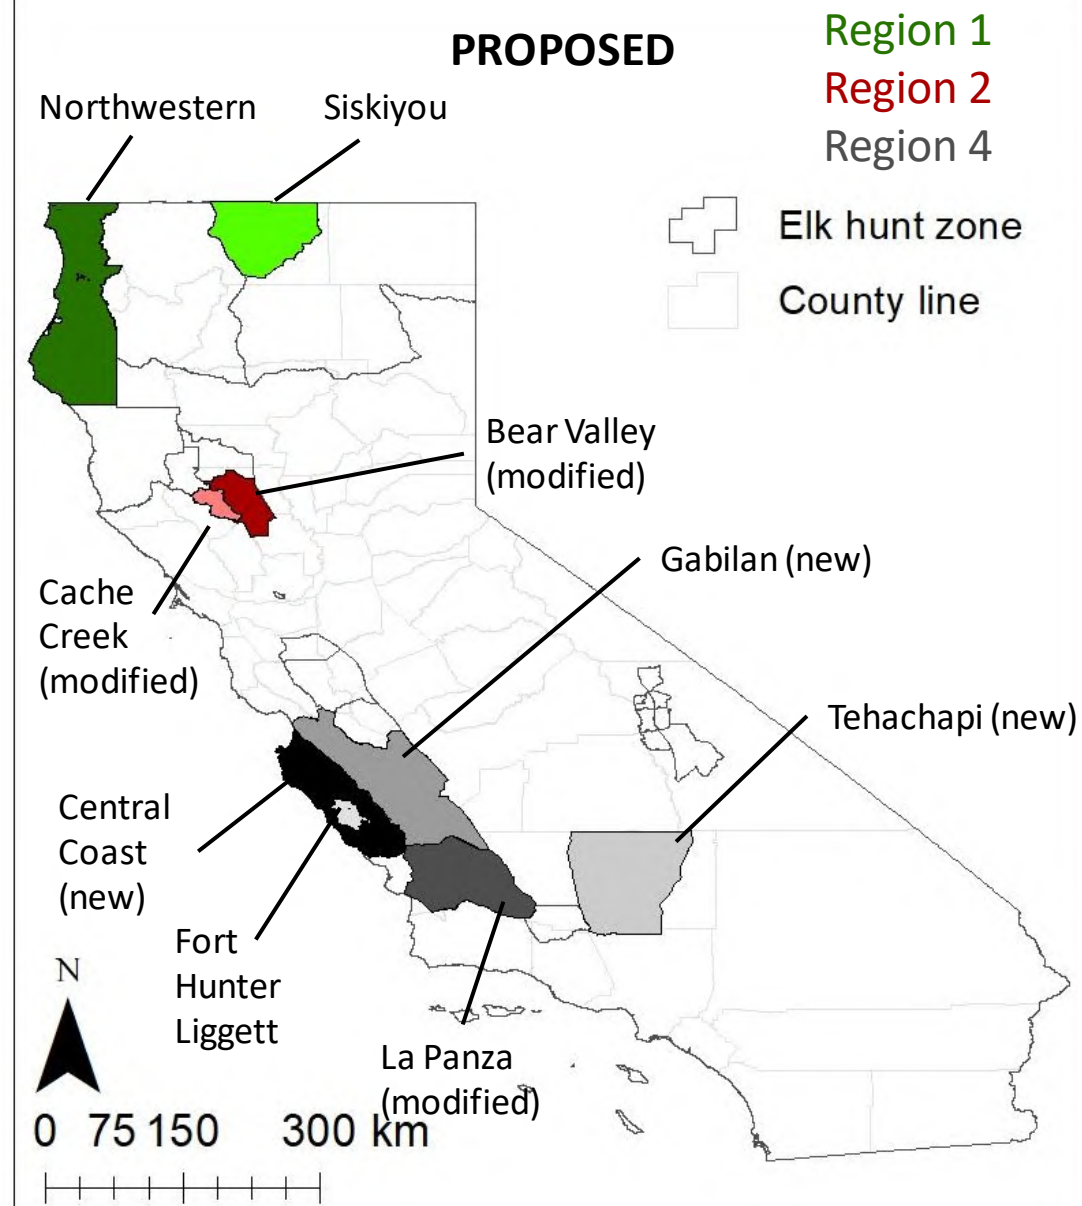 PROPOSED
Region 1
Region 2
Region 4
Northwestern
Siskiyou
Elk hunt zone
County line
Bear Valley
(modified)
Gabilan (new)
Cache
Creek
(modified)
Tehachapi (new)
Central
Coast
(new)
Fort
Hunter
Liggett
N
La Panza
(modified)
0 75 150 300 km